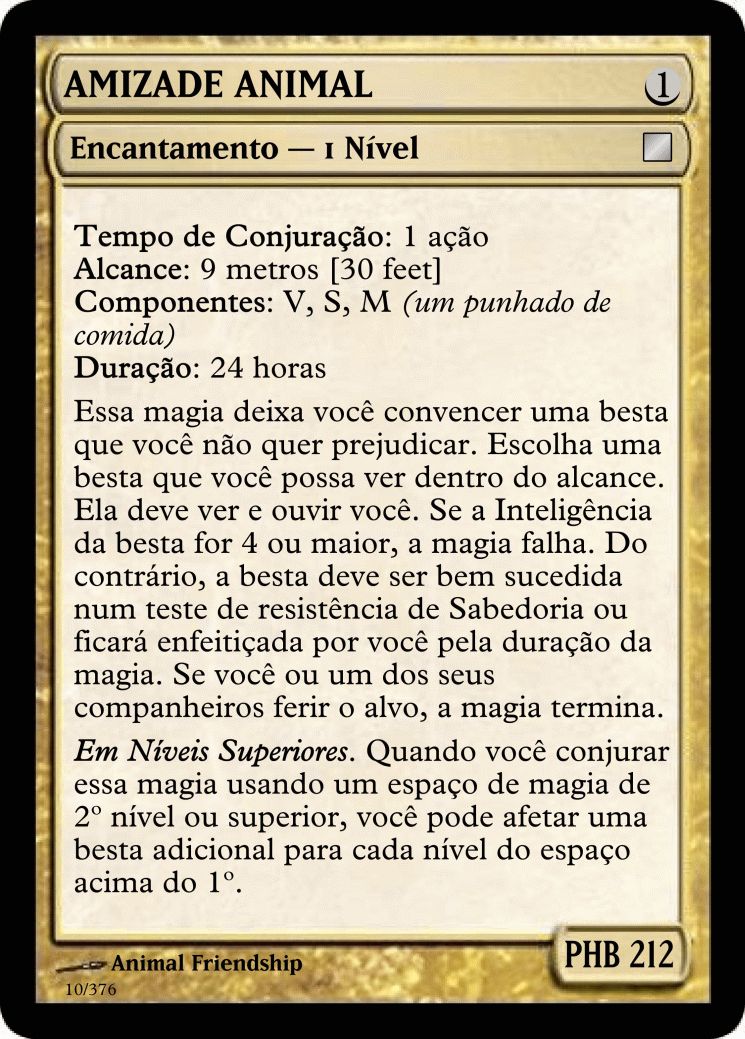 AMIZADE ANIMAL 1
Encantamento — 1 Nível
Tempo de Conjuração: 1 ação
Alcance: 9 metros [30 feet]
Componentes: V, S, M (um punhado de
comida)
Duração: 24 horas
Essa magia deixa você convencer uma besta
que você não quer prejudicar. Escolha uma
besta que você possa ver dentro do alcance.
Ela deve ver e ouvir você. Se a Inteligência
da besta for 4 ou maior, a magia falha. Do
contrário, a besta deve ser bem sucedida
num teste de resistência de Sabedoria ou
ficará enfeitiçada por você pela duração da
magia. Se você ou um dos seus
companheiros ferir o alvo, a magia termina.
Em Níveis Superiores. Quando você conjurar
essa magia usando um espaço de magia de
2º nível ou superior, você pode afetar uma
besta adicional para cada nível do espaço
acima do 1º.
PHB 212
Animal Friendship
10/376